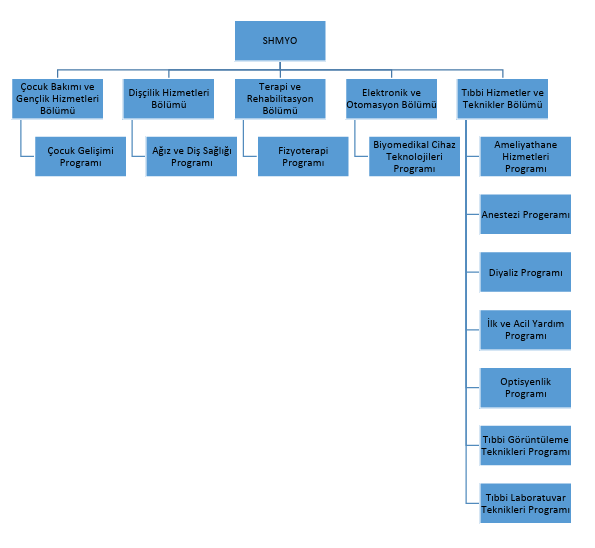 SHMYO
Çocuk Bakımı ve
Gençlik Hizmetleri
Bölümü
Dişçilik Hizmetleri
Bölümü
Terapi ve
Rehabilitasyon
Bölümü
Elektronik ve
Otomasyon Bölümü
Tıbbi Hizmetler ve
Teknikler Bölümü
Çocuk Gelişimi
Programı
Ağız ve Diş Sağlığı
Programı
Fizyoterapi
Programı
Biyomedikal Cihaz
Teknolojileri
Programı
Ameliyathane
Hizmetleri
Programı
Anestezi Progeramı
Diyaliz Programı
İlk ve Acil Yardım
Programı
Optisyenlik
Programı
Tıbbi Görüntüleme
Teknikleri Programı
Tıbbi Laboratuvar
Teknikleri Programı